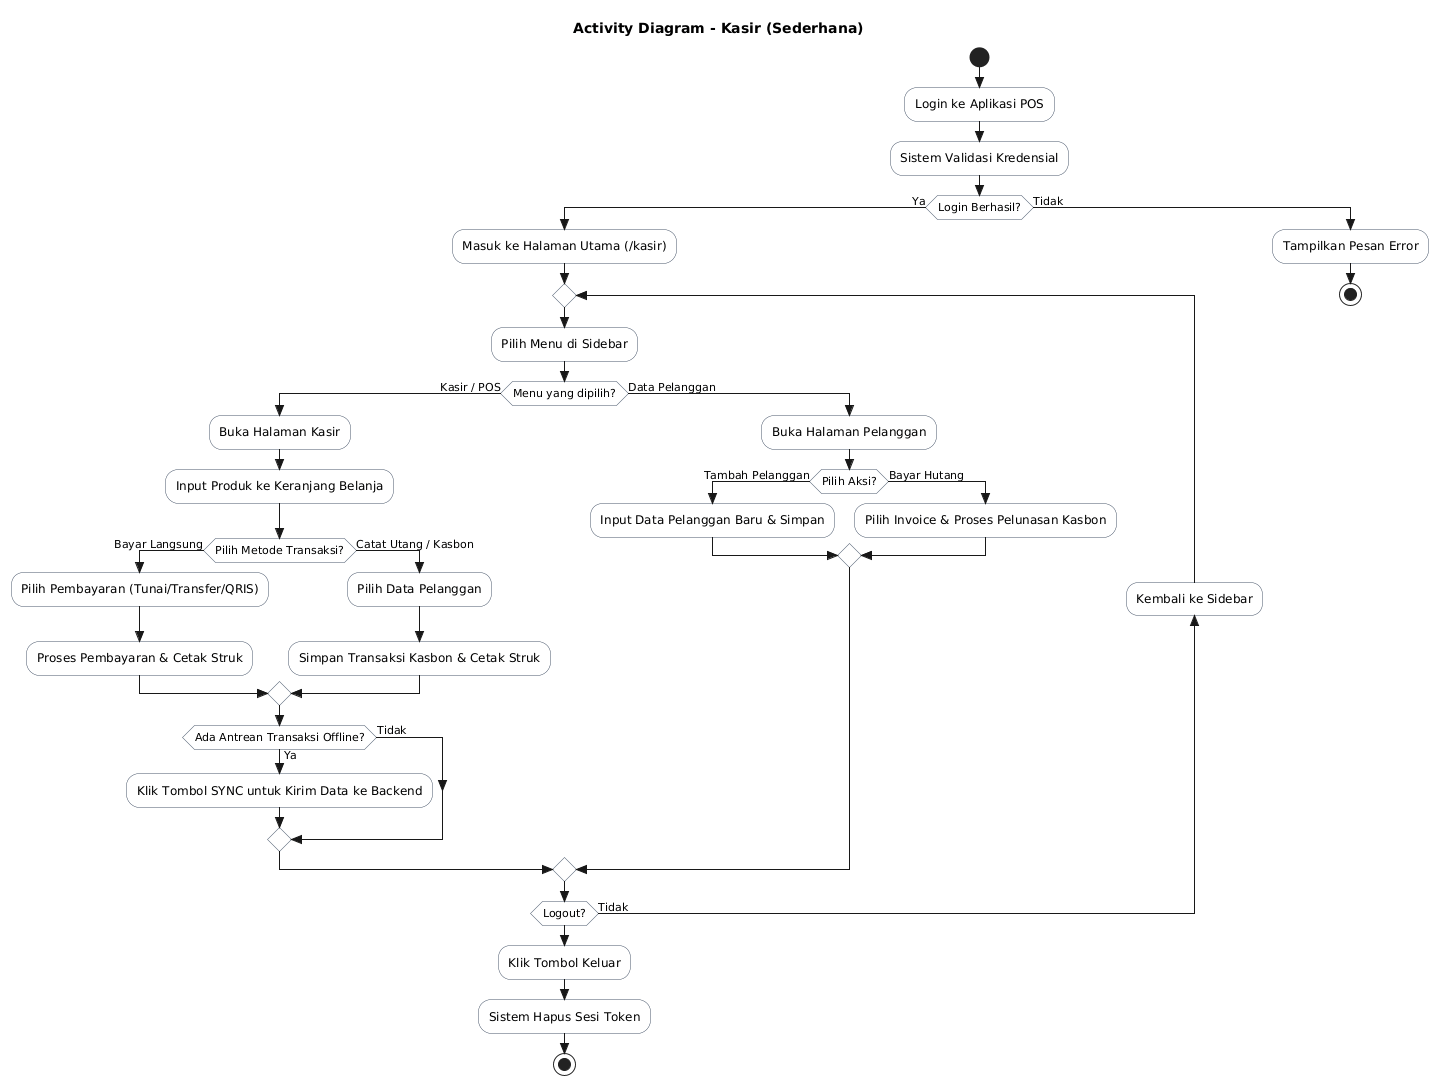 Activity Diagram - Kasir (Sederhana)
Login ke Aplikasi POS
Sistem Validasi Kredensial
Ya
Login Berhasil?
Tidak
Masuk ke Halaman Utama (/kasir)
Tampilkan Pesan Error
Pilih Menu di Sidebar
Kasir / POS
Menu yang dipilih?
Data Pelanggan
Buka Halaman Kasir
Buka Halaman Pelanggan
Input Produk ke Keranjang Belanja
Tambah Pelanggan
Pilih Aksi?
Bayar Hutang
Input Data Pelanggan Baru & Simpan
Pilih Invoice & Proses Pelunasan Kasbon
Bayar Langsung
Pilih Metode Transaksi?
Catat Utang / Kasbon
Pilih Pembayaran (Tunai/Transfer/QRIS)
Pilih Data Pelanggan
Kembali ke Sidebar
Proses Pembayaran & Cetak Struk
Simpan Transaksi Kasbon & Cetak Struk
Ada Antrean Transaksi Offline?
Tidak
Ya
Klik Tombol SYNC untuk Kirim Data ke Backend
Logout?
Tidak
Klik Tombol Keluar
Sistem Hapus Sesi Token